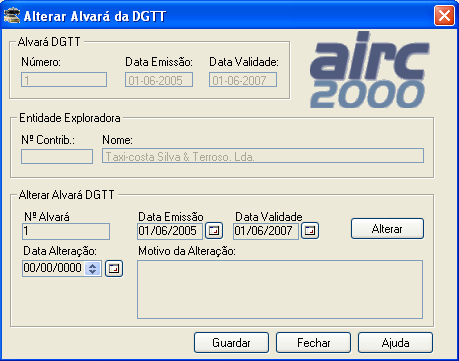 Alterar Alvará da DGTT
Alvará DGTT
Número: Data Emissão: Data Validade:
1 01-06-2005 01-06-2007
airc
2000
Entidade Exploradora
Nº Contrib.: Nome:
Taxi-costa Silva & Terroso. Lda.
Alterar Alvará DGTT
Nº Alvará Data Emissão Data Validade
1 01/06/2005 01/06/2007 Alterar
Data Alteração: Motivo da Alteração:
00/00/0000
Guardar Fechar Ajuda